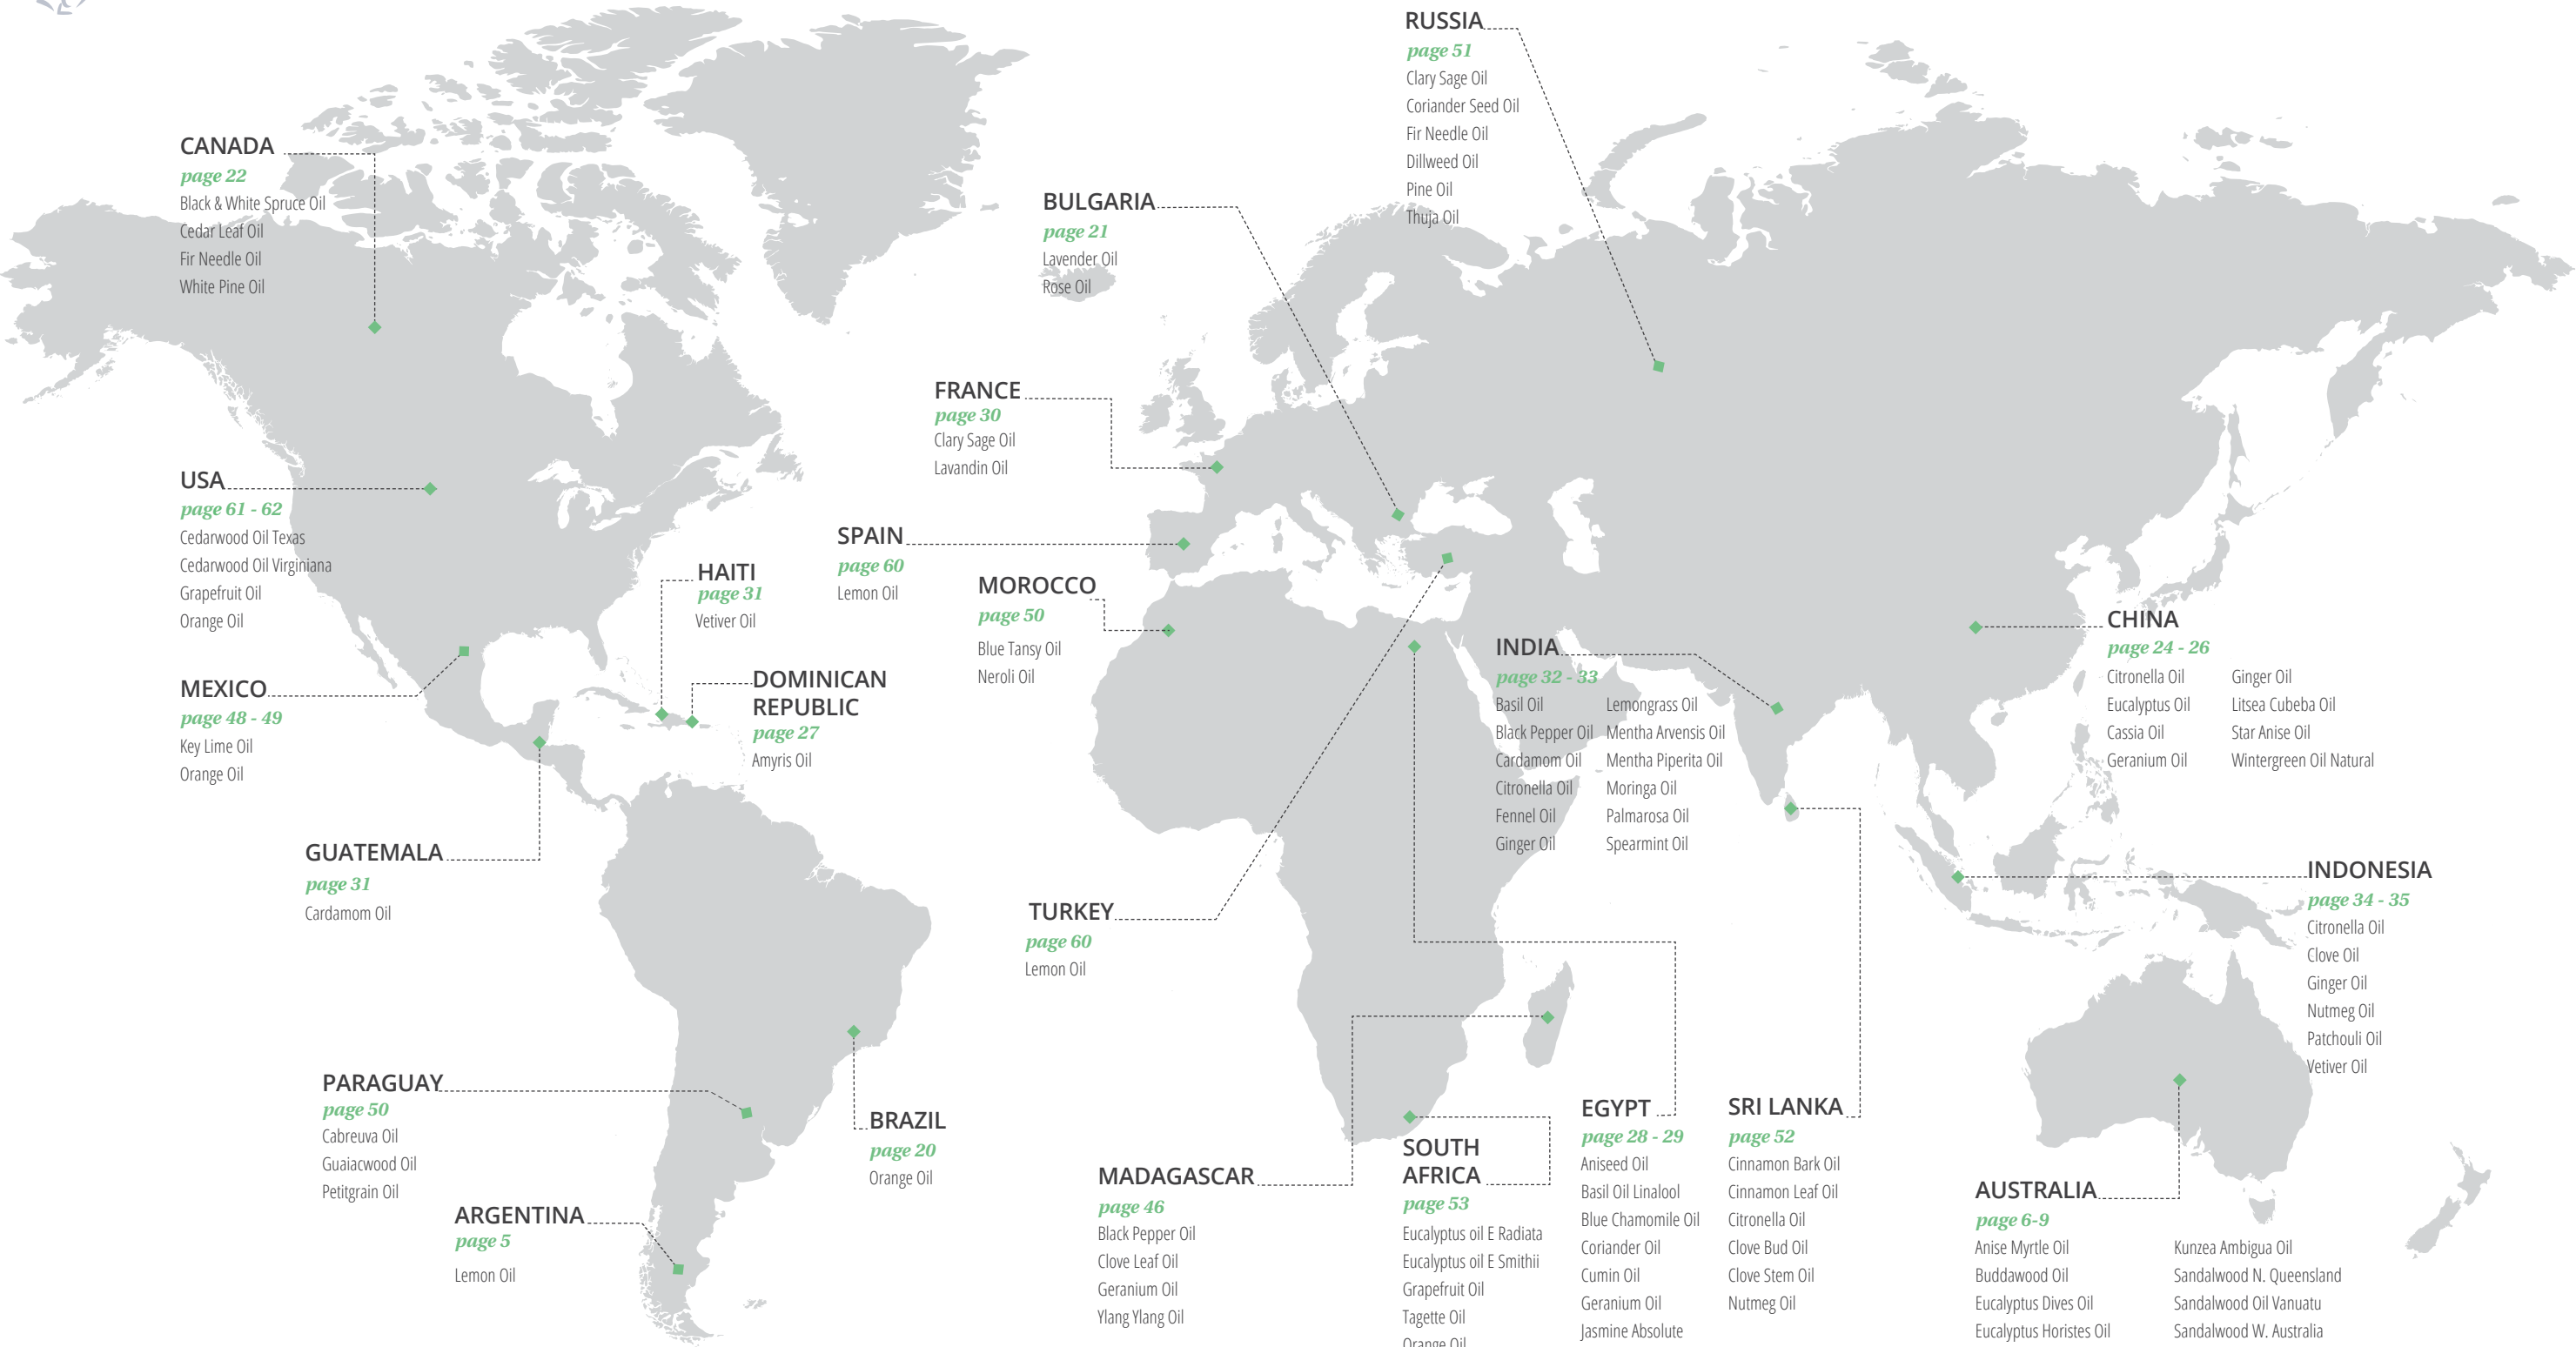 RUSSIA
page 51
Clary Sage Oil
Coriander Seed Oil
Fir Needle Oil
Dillweed Oil
Pine Oil
Thuja Oil
CANADA
page 22
Black & White Spruce Oil
Cedar Leaf Oil
Fir Needle Oil
White Pine Oil
BULGARIA
page 21
Lavender Oil
Rose Oil
FRANCE
page 30
Clary Sage Oil
Lavandin Oil
USA
page 61 - 62
Cedarwood Oil Texas
Cedarwood Oil Virginiana
Grapefruit Oil
Orange Oil
SPAIN
page 60
Lemon Oil
HAITI
page 31
Vetiver Oil
MOROCCO
page 50
Blue Tansy Oil
Neroli Oil
CHINA
page 24 - 26
Citronella Oil
Eucalyptus Oil
Cassia Oil
Geranium Oil
Ginger Oil
Litsea Cubeba Oil
Star Anise Oil
Wintergreen Oil Natural
INDIA
page 32 - 33
Basil Oil
Black Pepper Oil
Cardamom Oil
Citronella Oil
Fennel Oil
Ginger Oil
Lemongrass Oil
Mentha Arvensis Oil
Mentha Piperita Oil
Moringa Oil
Palmarosa Oil
Spearmint Oil
MEXICO
page 48 - 49
Key Lime Oil
Orange Oil
DOMINICAN
REPUBLIC
page 27
Amyris Oil
GUATEMALA
page 31
Cardamom Oil
INDONESIA
page 34 - 35
Citronella Oil
Clove Oil
Ginger Oil
Nutmeg Oil
Patchouli Oil
Vetiver Oil
TURKEY
page 60
Lemon Oil
PARAGUAY
page 50
Cabreuva Oil
Guaiacwood Oil
Petitgrain Oil
BRAZIL
page 20
Orange Oil
ARGENTINA
page 5
Lemon Oil
MADAGASCAR
page 46
Black Pepper Oil
Clove Leaf Oil
Geranium Oil
Ylang Ylang Oil
SOUTH
AFRICA
page 53
Eucalyptus oil E Radiata
Eucalyptus oil E Smithii
Grapefruit Oil
Tagette Oil
Orange Oil
EGYPT
page 28 - 29
Aniseed Oil
Basil Oil Linalool
Blue Chamomile Oil
Coriander Oil
Cumin Oil
Geranium Oil
Jasmine Absolute
SRI LANKA
page 52
Cinnamon Bark Oil
Cinnamon Leaf Oil
Citronella Oil
Clove Bud Oil
Clove Stem Oil
Nutmeg Oil
AUSTRALIA
page 6-9
Anise Myrtle Oil
Buddawood Oil
Eucalyptus Dives Oil
Eucalyptus Horistes Oil
Kunzea Ambigua Oil
Sandalwood N. Queensland
Sandalwood Oil Vanuatu
Sandalwood W. Australia